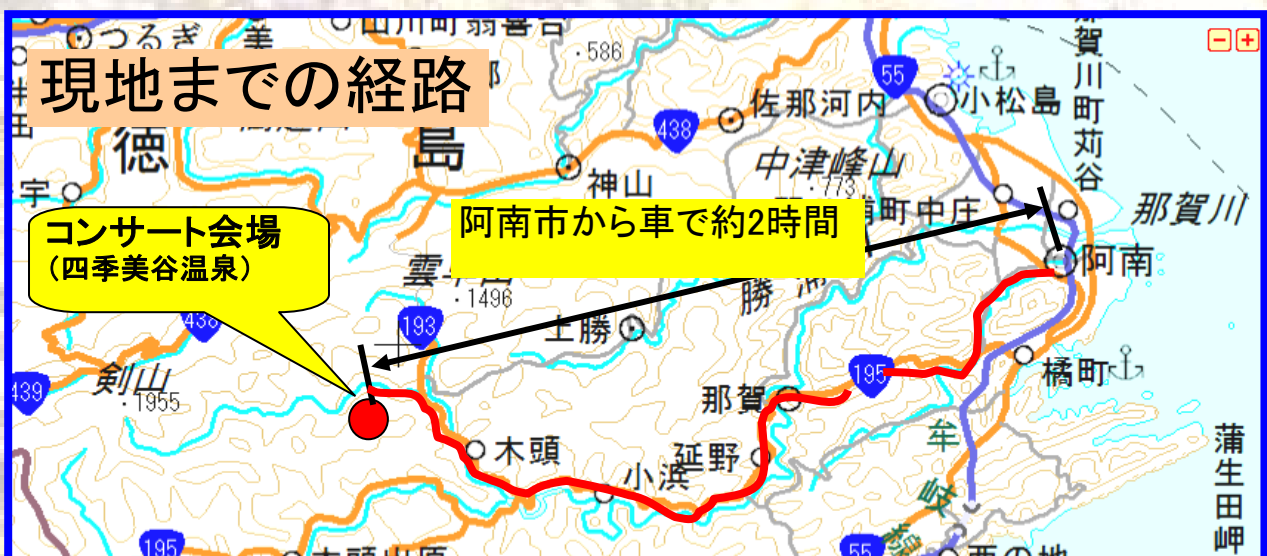 現地までの経路
コンサート会場
（四季美谷温泉）
阿南市から車で約2時間
つるぎ
美
山川町
・586
徳
島
438
佐那河内
55
小松島
那賀川町苅谷
神山
中津峰山
・773
町中庄
那賀川
阿南
・1496
勝
438
193
上勝
439
剣山
・1955
195
橘町
那賀
木頭
小浜
延野
牟岐線
蒲生田岬
195
55